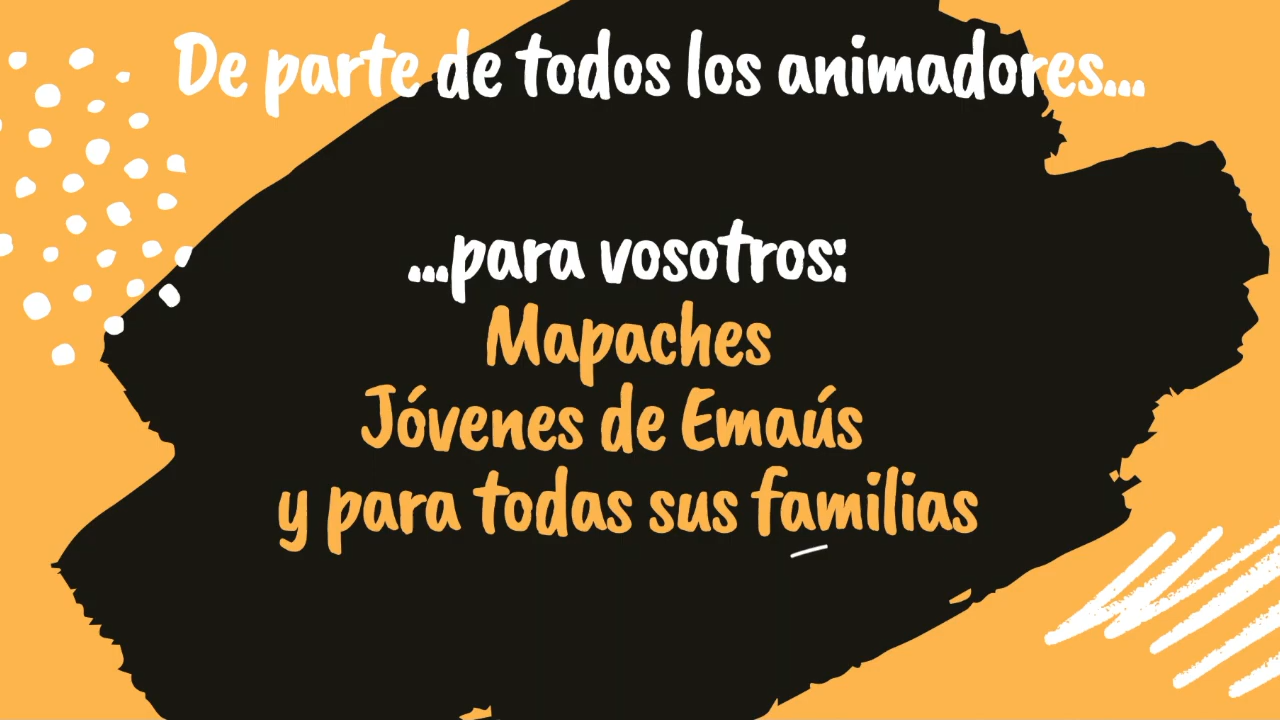 De parte de todos los animadores...
...para vosotros:
Mapaches
Jóvenes de Emaús
y para todas sus familias